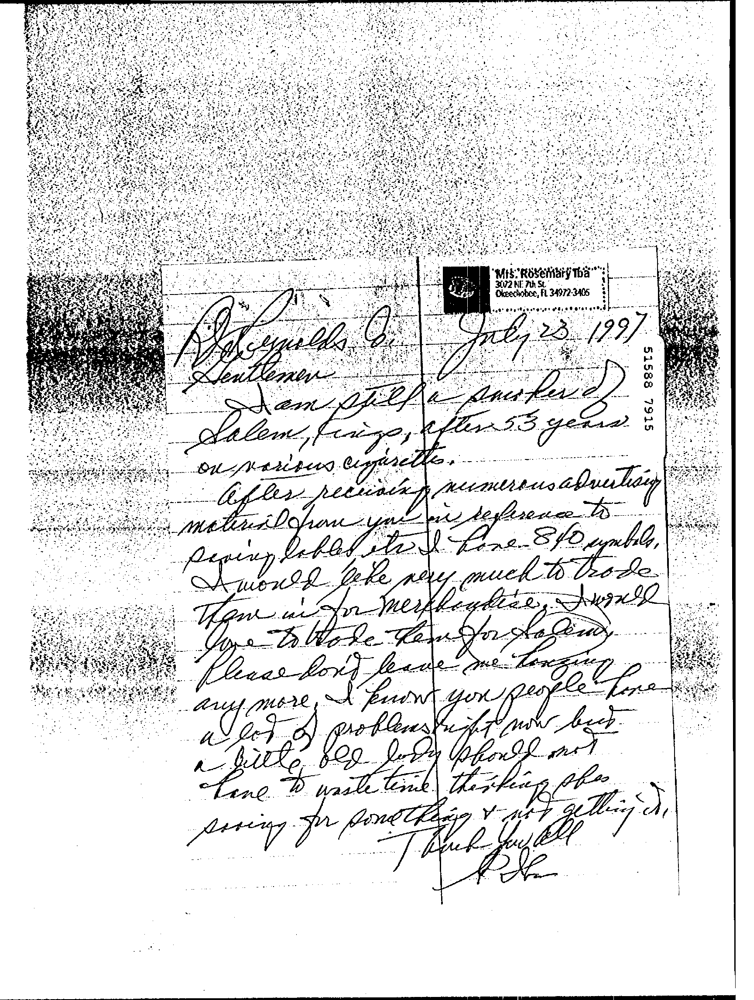 Mrs. Rosemary Iba
3072 NE 7th St.
Okeechobee, FL 34972-3405
RJ Reynolds Co. July 23 1997
Gentlemen
I am still a smoker of
Salem, Kings, after 53 years
on various cigarettes.
After receiving numerous advertising
material from you in reference to
saving lables etc I have 840 symbols.
I would like very much to trade
them in for merchandise, I would
love to trade them for Salem,
Please don't leave me hanging
any more, I know you people have
a lot of problems right now but
a little old lady should not
have to waste time thinking shes
saving for something & not getting it,
Thank You all
R Iba
51588 7915